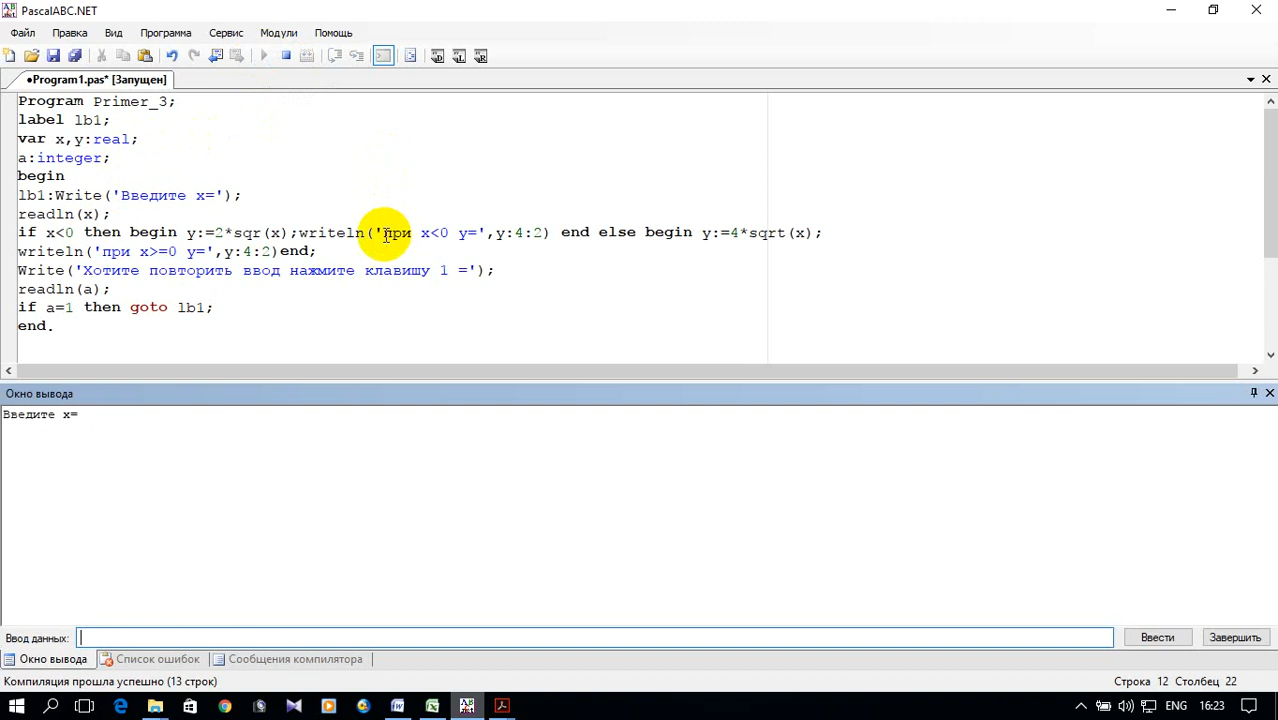 PascalABC.NET
Файл Правка Вид Программа Сервис Модули Помощь
•Program1.pas* [Запущен]
Program Primer_3;
label lb1;
var x,y:real;
a:integer;
begin
lb1:Write('Введите x=');
readln(x);
if x<0 then begin y:=2*sqr(x);writeln('при x<0 y=',y:4:2) end else begin y:=4*sqrt(x);
writeln('при x>=0 y=',y:4:2)end;
Write('Хотите повторить ввод нажмите клавишу 1 =');
readln(a);
if a=1 then goto lb1;
end.
Окно вывода
Введите x=
Ввод данных: Ввести Завершить
Окно вывода Список ошибок Сообщения компилятора
Компиляция прошла успешно (13 строк) Строка 12 Столбец 22
ENG 16:23